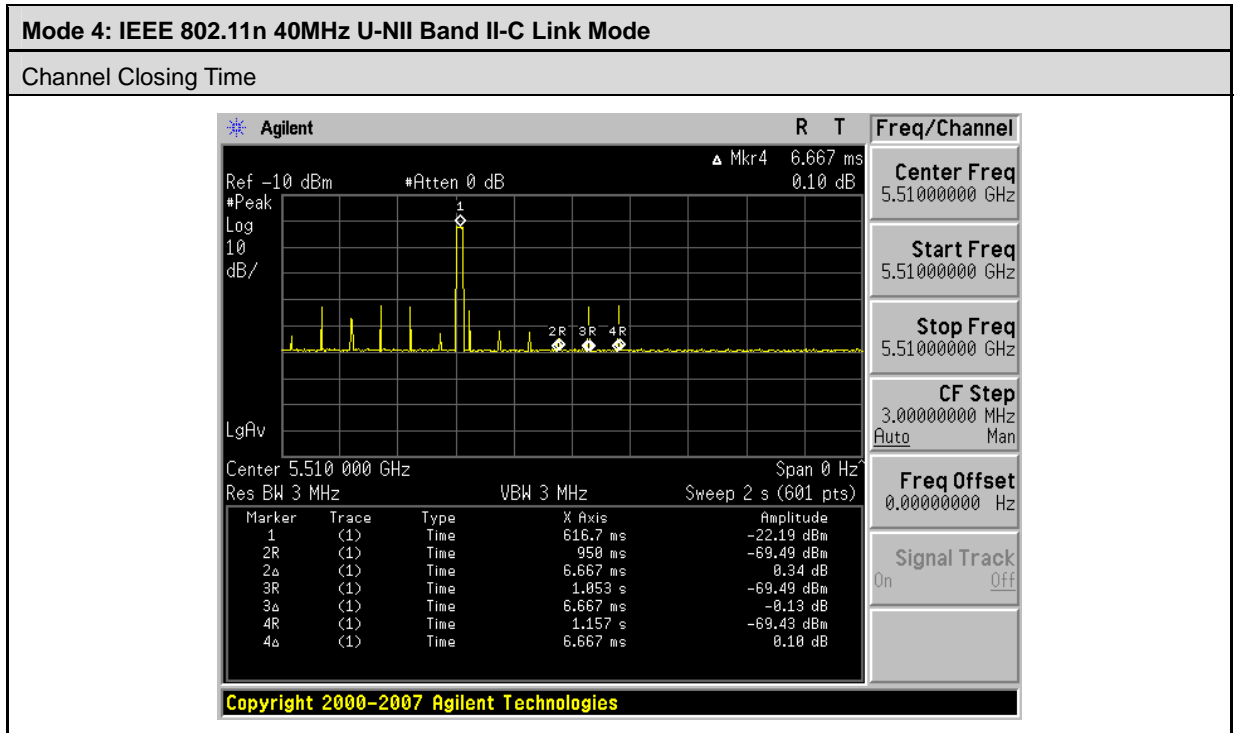 Mode 4: IEEE 802.11n 40MHz U-NII Band II-C Link Mode
Channel Closing Time
Agilent R T Freq/Channel
Δ Mkr4 6.667 ms
Ref -10 dBm #Atten 0 dB 0.10 dB
#Peak
Log
10
dB/
1
2R 3R 4R
LgAv
Center 5.510 000 GHz Span 0 Hz^
Res BW 3 MHz VBW 3 MHz Sweep 2 s (601 pts)
Marker Trace Type X Axis Amplitude
1 (1) Time 616.7 ms -22.19 dBm
2R (1) Time 950 ms -69.49 dBm
2Δ (1) Time 6.667 ms 0.34 dB
3R (1) Time 1.053 s -69.49 dBm
3Δ (1) Time 6.667 ms -0.13 dB
4R (1) Time 1.157 s -69.43 dBm
4Δ (1) Time 6.667 ms 0.10 dB
Center Freq
5.51000000 GHz
Start Freq
5.51000000 GHz
Stop Freq
5.51000000 GHz
CF Step
3.00000000 MHz
Auto Man
Freq Offset
0.00000000 Hz
Signal Track
On Off
Copyright 2000-2007 Agilent Technologies